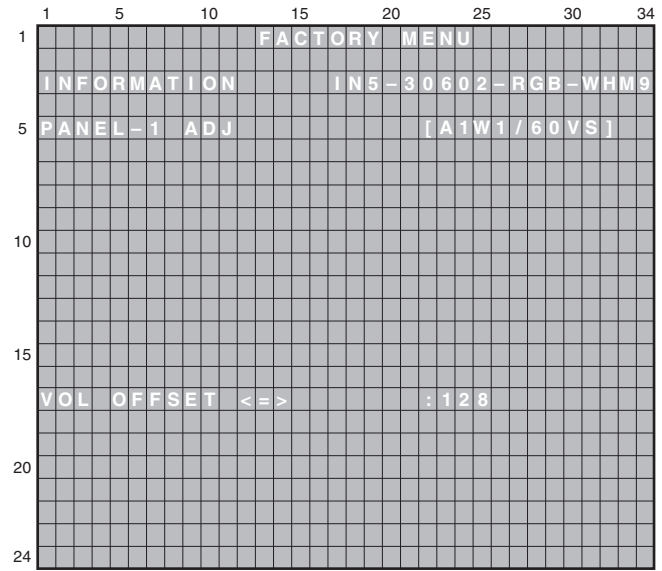 1 5 10 15 20 25 30 34
1 FACTORY MENU
INFORMATION IN5–30602–RGB–WHM9
5 PANEL–1 ADJ [A1W1/60VS]
10
15
VOL OFFSET <=> :128
20
24